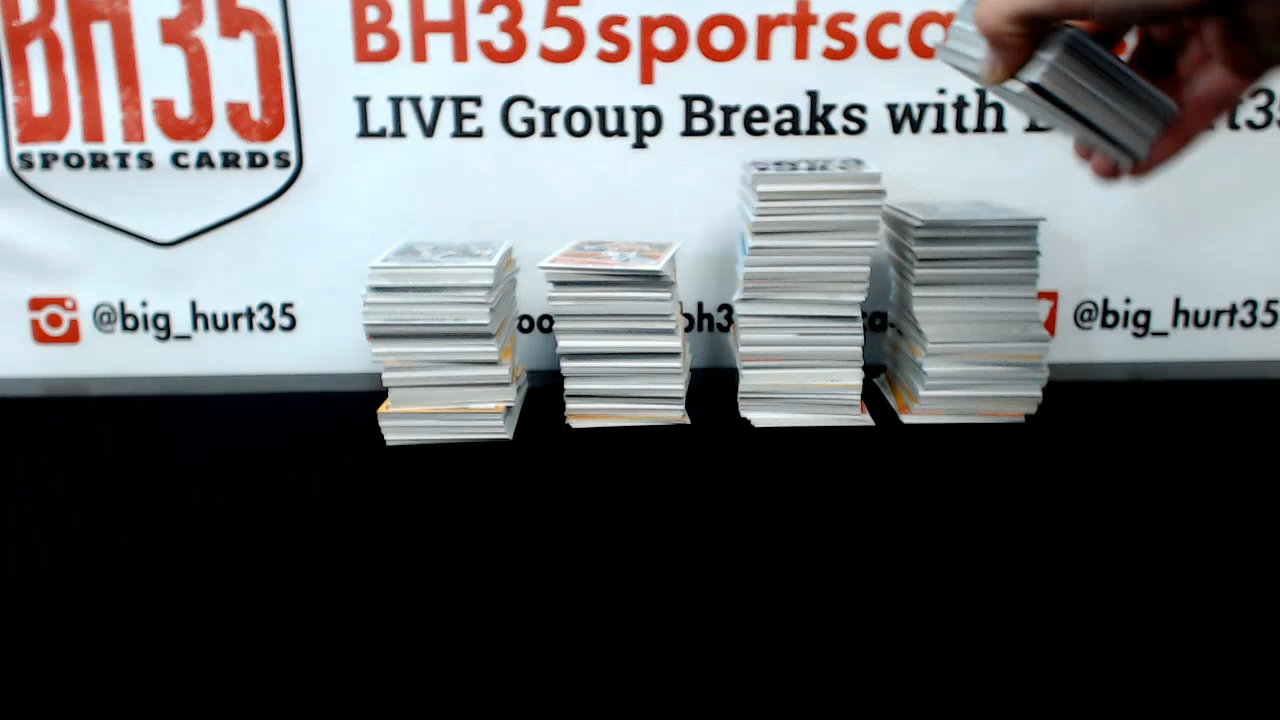 BH35
SPORTS CARDS
BH35sportsca
LIVE Group Breaks with
@big_hurt35
@big_hurt35